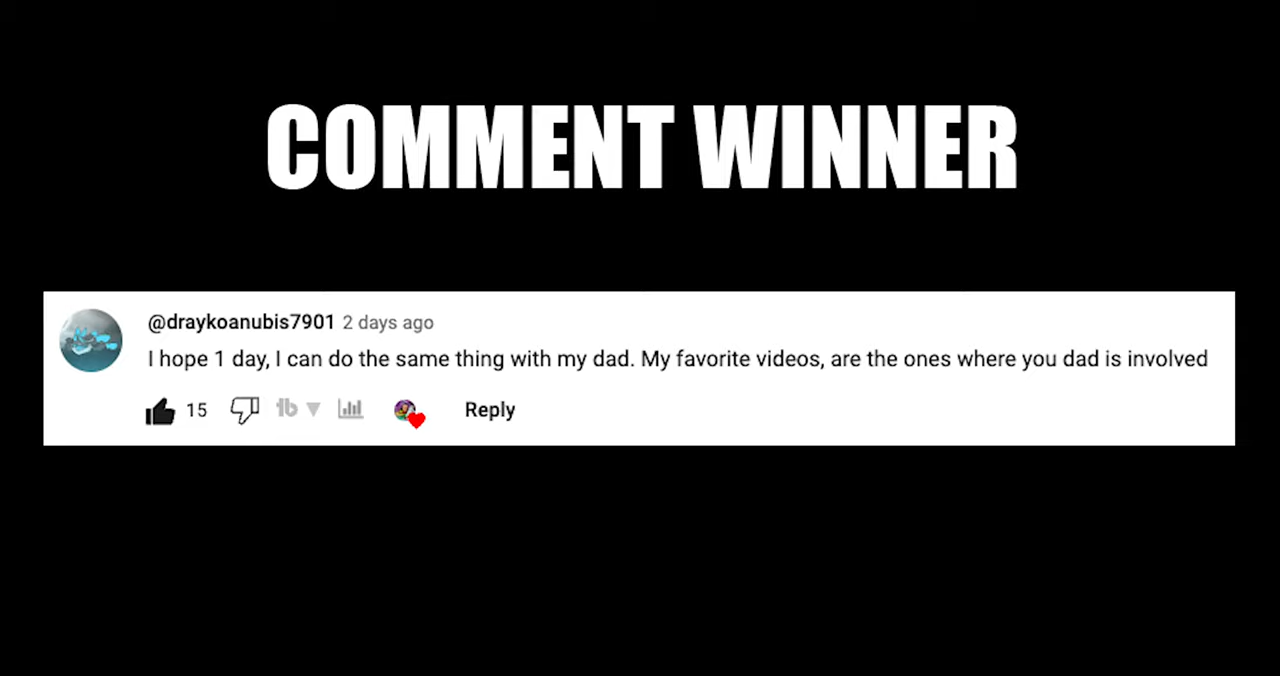 COMMENT WINNER
@draykoanubis7901 2 days ago
I hope 1 day, I can do the same thing with my dad. My favorite videos, are the ones where you dad is involved
15 tb Reply